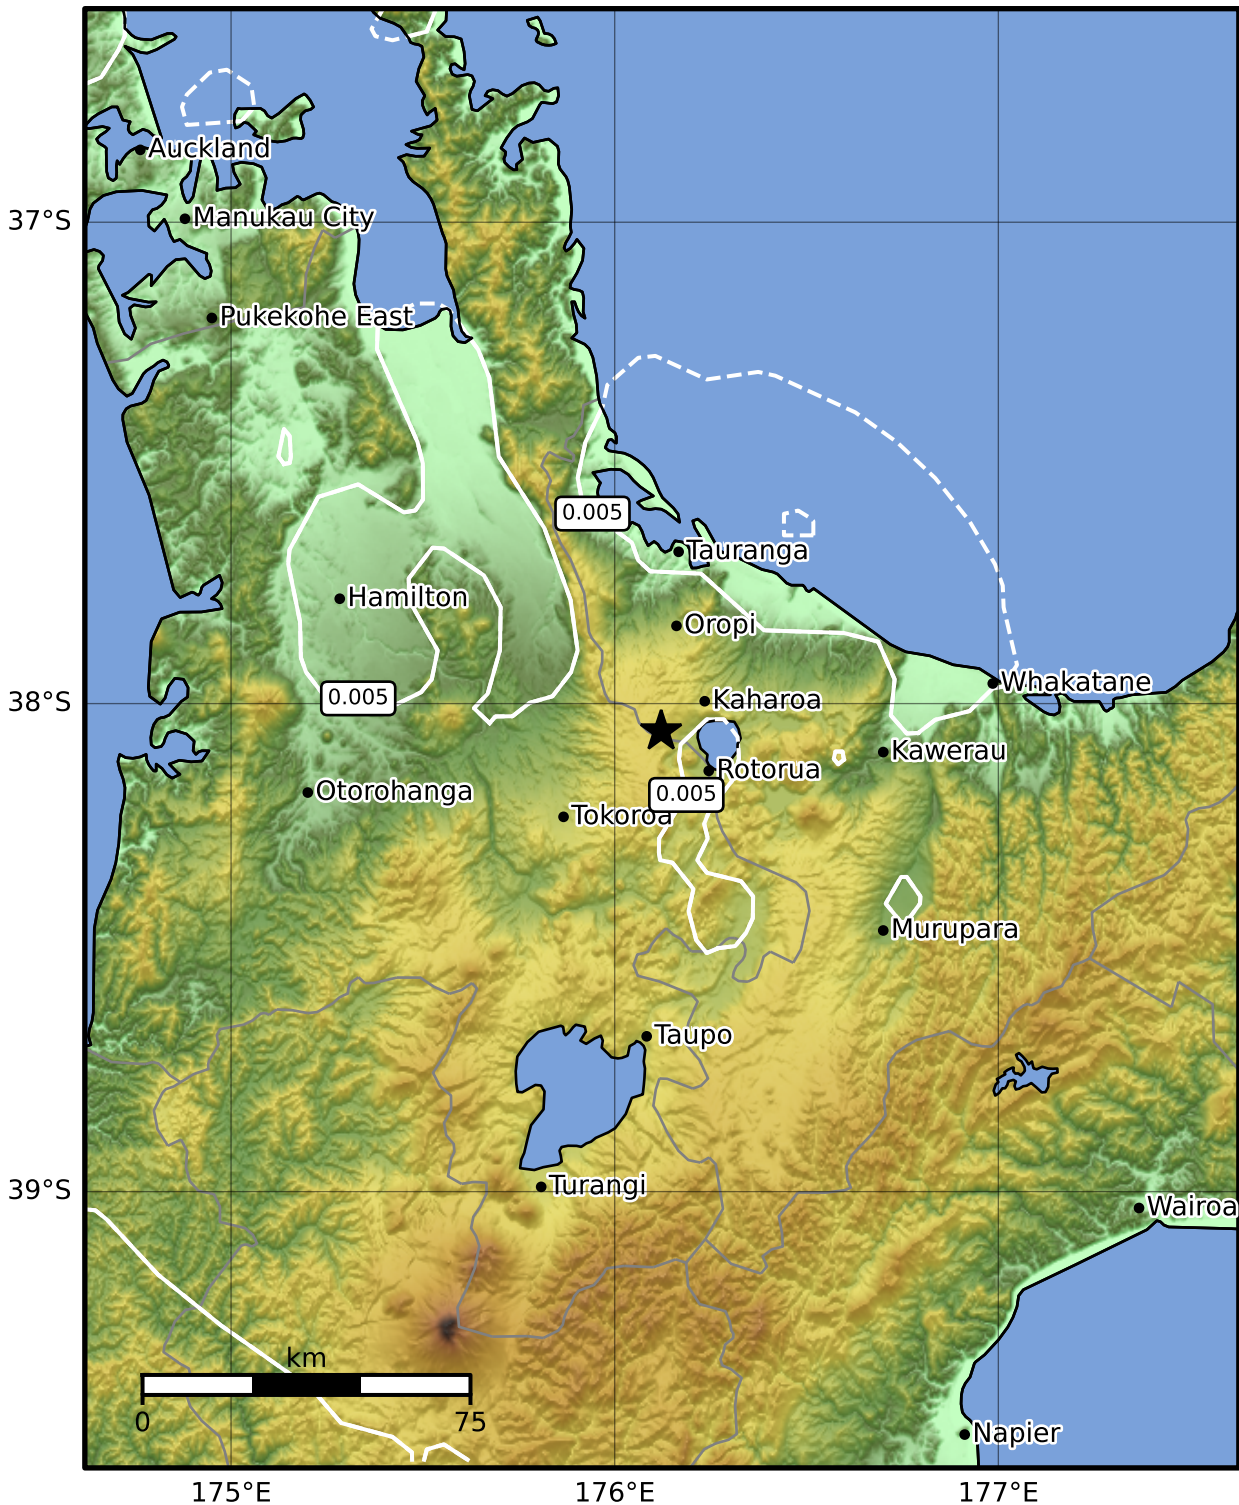 Auckland
Manukau City
37°S
Pukekohe East
0.005
Tauranga
Hamilton
Oropi
Whakatane
0.005
38°S
Kaharoa
Kawerau
Rotorua
Otorohanga
0.005
Tokoroa
Murupara
Taupo
Turangi
39°S
Wairoa
km
0 75
Napier
175°E 176°E 177°E